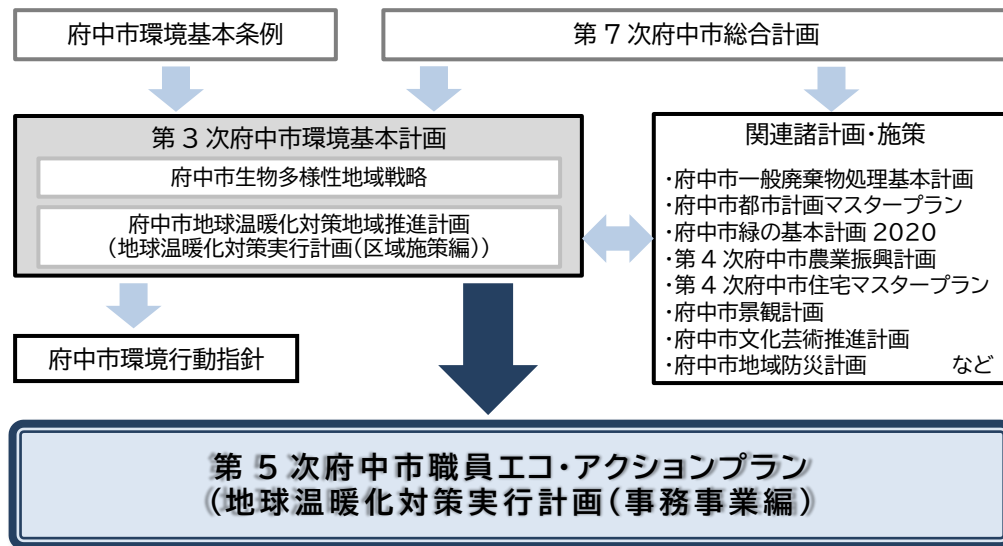 府中市環境基本条例
第7次府中市総合計画
第3次府中市環境基本計画
府中市生物多様性地域戦略
府中市地球温暖化対策地域推進計画
(地球温暖化対策実行計画(区域施策編))
関連諸計画・施策
・府中市一般廃棄物処理基本計画
・府中市都市計画マスタープラン
・府中市緑の基本計画2020
・第4次府中市農業振興計画
・第4次府中市住宅マスタープラン
・府中市景観計画
・府中市文化芸術推進計画
・府中市地域防災計画 など
府中市環境行動指針
第5次府中市職員エコ・アクションプラン
(地球温暖化対策実行計画(事務事業編)